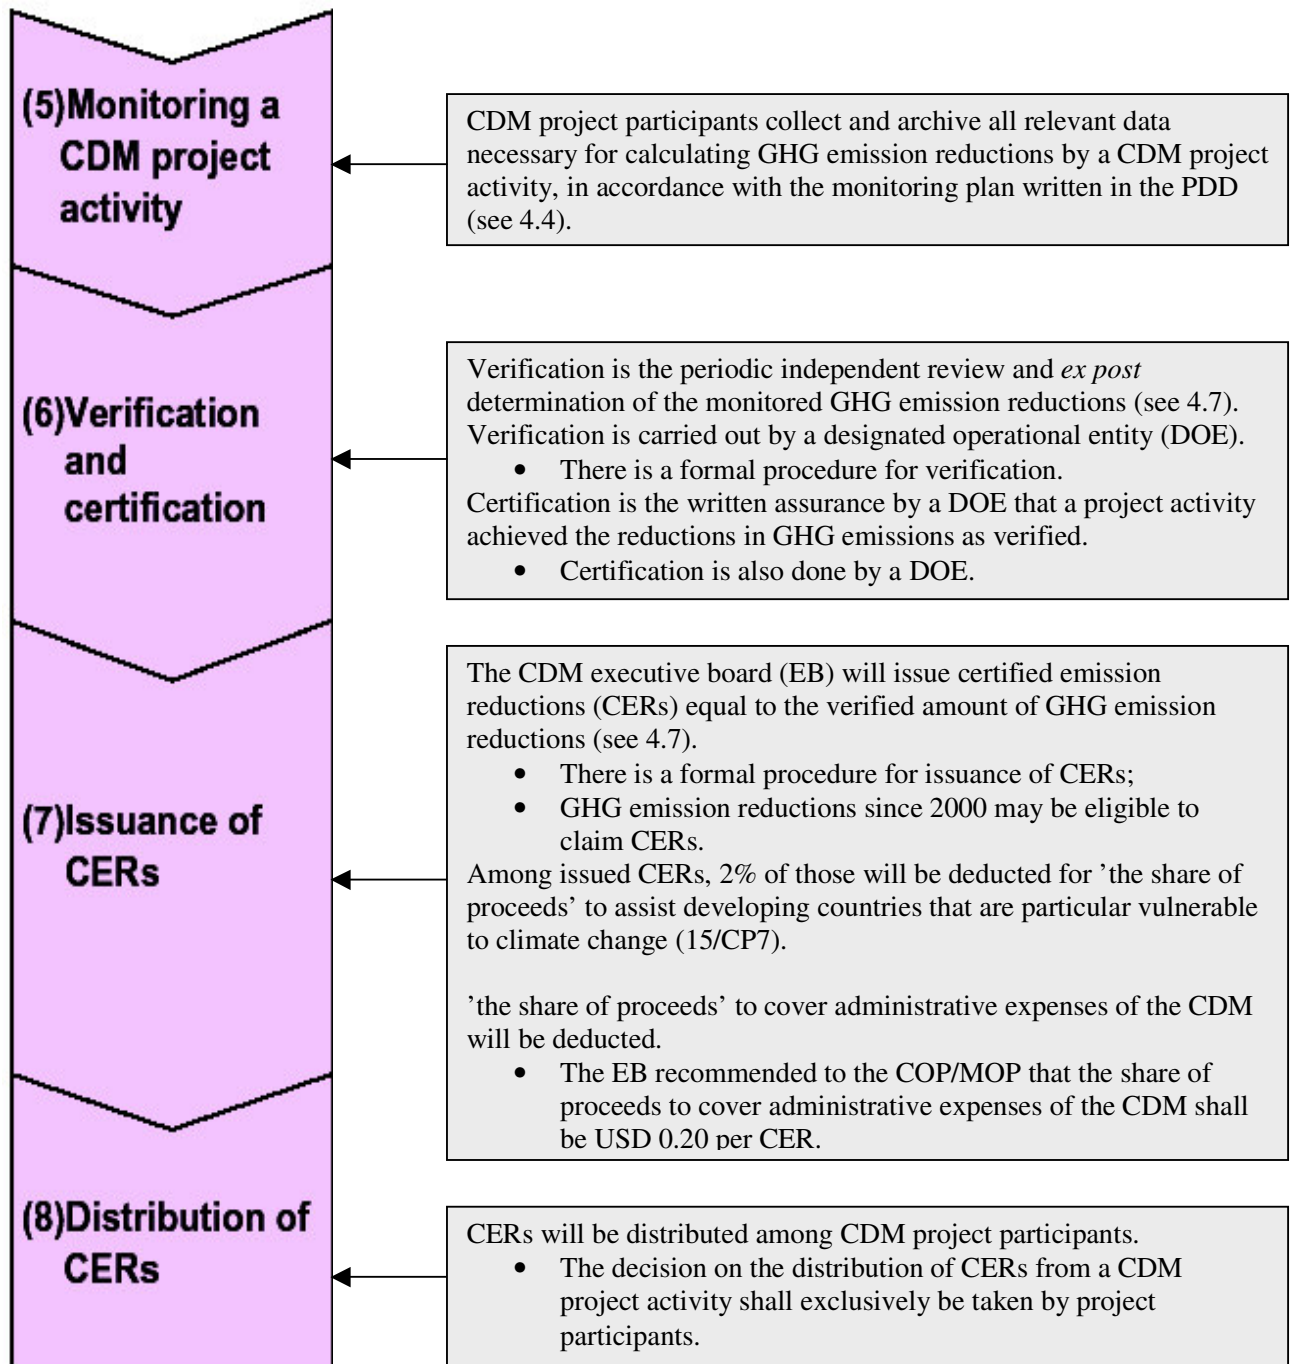 (5)Monitoring a
CDM project
activity
CDM project participants collect and archive all relevant data
necessary for calculating GHG emission reductions by a CDM project
activity, in accordance with the monitoring plan written in the PDD
(see 4.4).
(6)Verification
and
certification
Verification is the periodic independent review and ex post
determination of the monitored GHG emission reductions (see 4.7).
Verification is carried out by a designated operational entity (DOE).
• There is a formal procedure for verification.
Certification is the written assurance by a DOE that a project activity
achieved the reductions in GHG emissions as verified.
• Certification is also done by a DOE.
(7)Issuance of
CERs
The CDM executive board (EB) will issue certified emission
reductions (CERs) equal to the verified amount of GHG emission
reductions (see 4.7).
• There is a formal procedure for issuance of CERs;
• GHG emission reductions since 2000 may be eligible to
claim CERs.
Among issued CERs, 2% of those will be deducted for ’the share of
proceeds’ to assist developing countries that are particular vulnerable
to climate change (15/CP7).
’the share of proceeds’ to cover administrative expenses of the CDM
will be deducted.
• The EB recommended to the COP/MOP that the share of
proceeds to cover administrative expenses of the CDM shall
be USD 0.20 per CER.
(8)Distribution of
CERs
CERs will be distributed among CDM project participants.
• The decision on the distribution of CERs from a CDM
project activity shall exclusively be taken by project
participants.